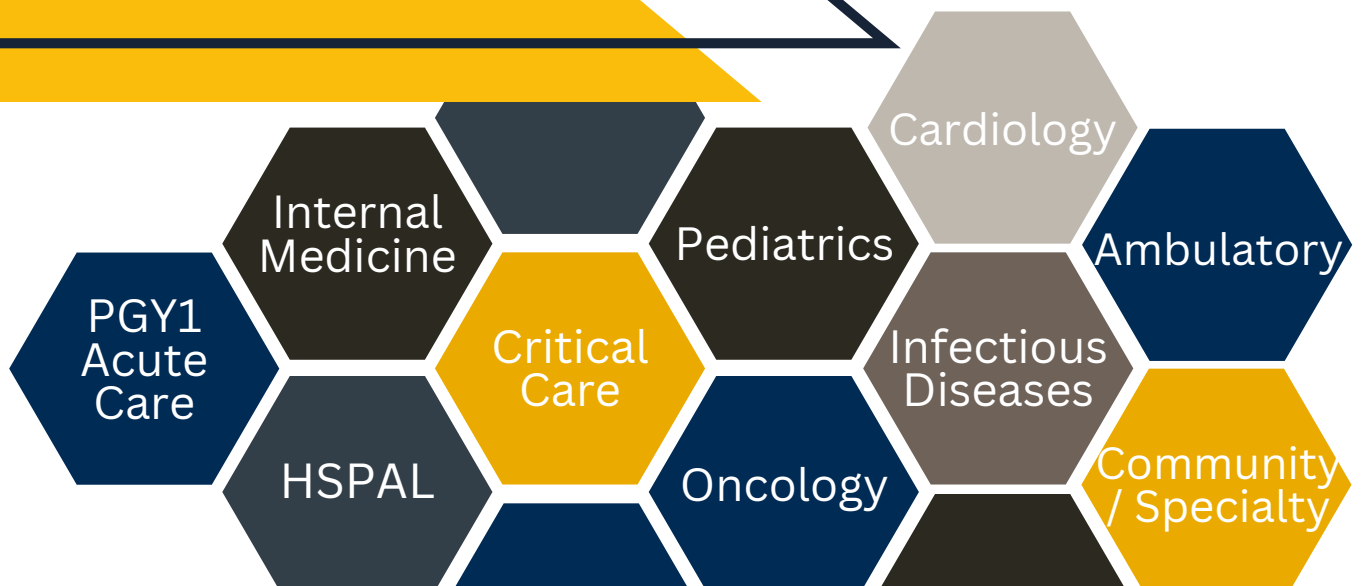 Cardiology
Internal
Medicine
Pediatrics
Ambulatory
PGY1
Acute
Care
Critical
Care
Infectious
Diseases
HSPAL
Oncology
Community
/ Specialty